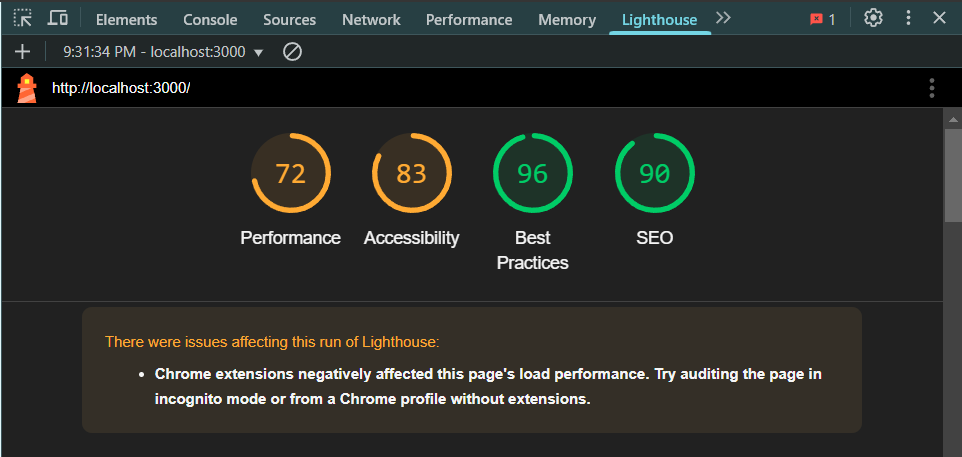 Elements Console Sources Network Performance Memory Lighthouse 1
9:31:34 PM - localhost:3000
http://localhost:3000/
72 83 96 90
Performance Accessibility Best Practices SEO
There were issues affecting this run of Lighthouse:
• Chrome extensions negatively affected this page's load performance. Try auditing the page in
incognito mode or from a Chrome profile without extensions.